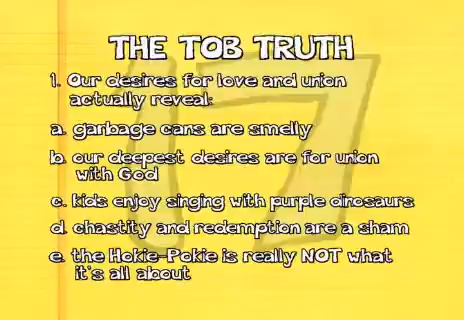 THE TOB TRUTH
1. Our desires for love and union
actually reveal:
a. garbage cans are smelly
b. our deepest desires are for union
with God
c. kids enjoy singing with purple dinosaurs
d. chastity and redemption are a sham
e. the Hokie-Pokie is really NOT what
it's all about
17